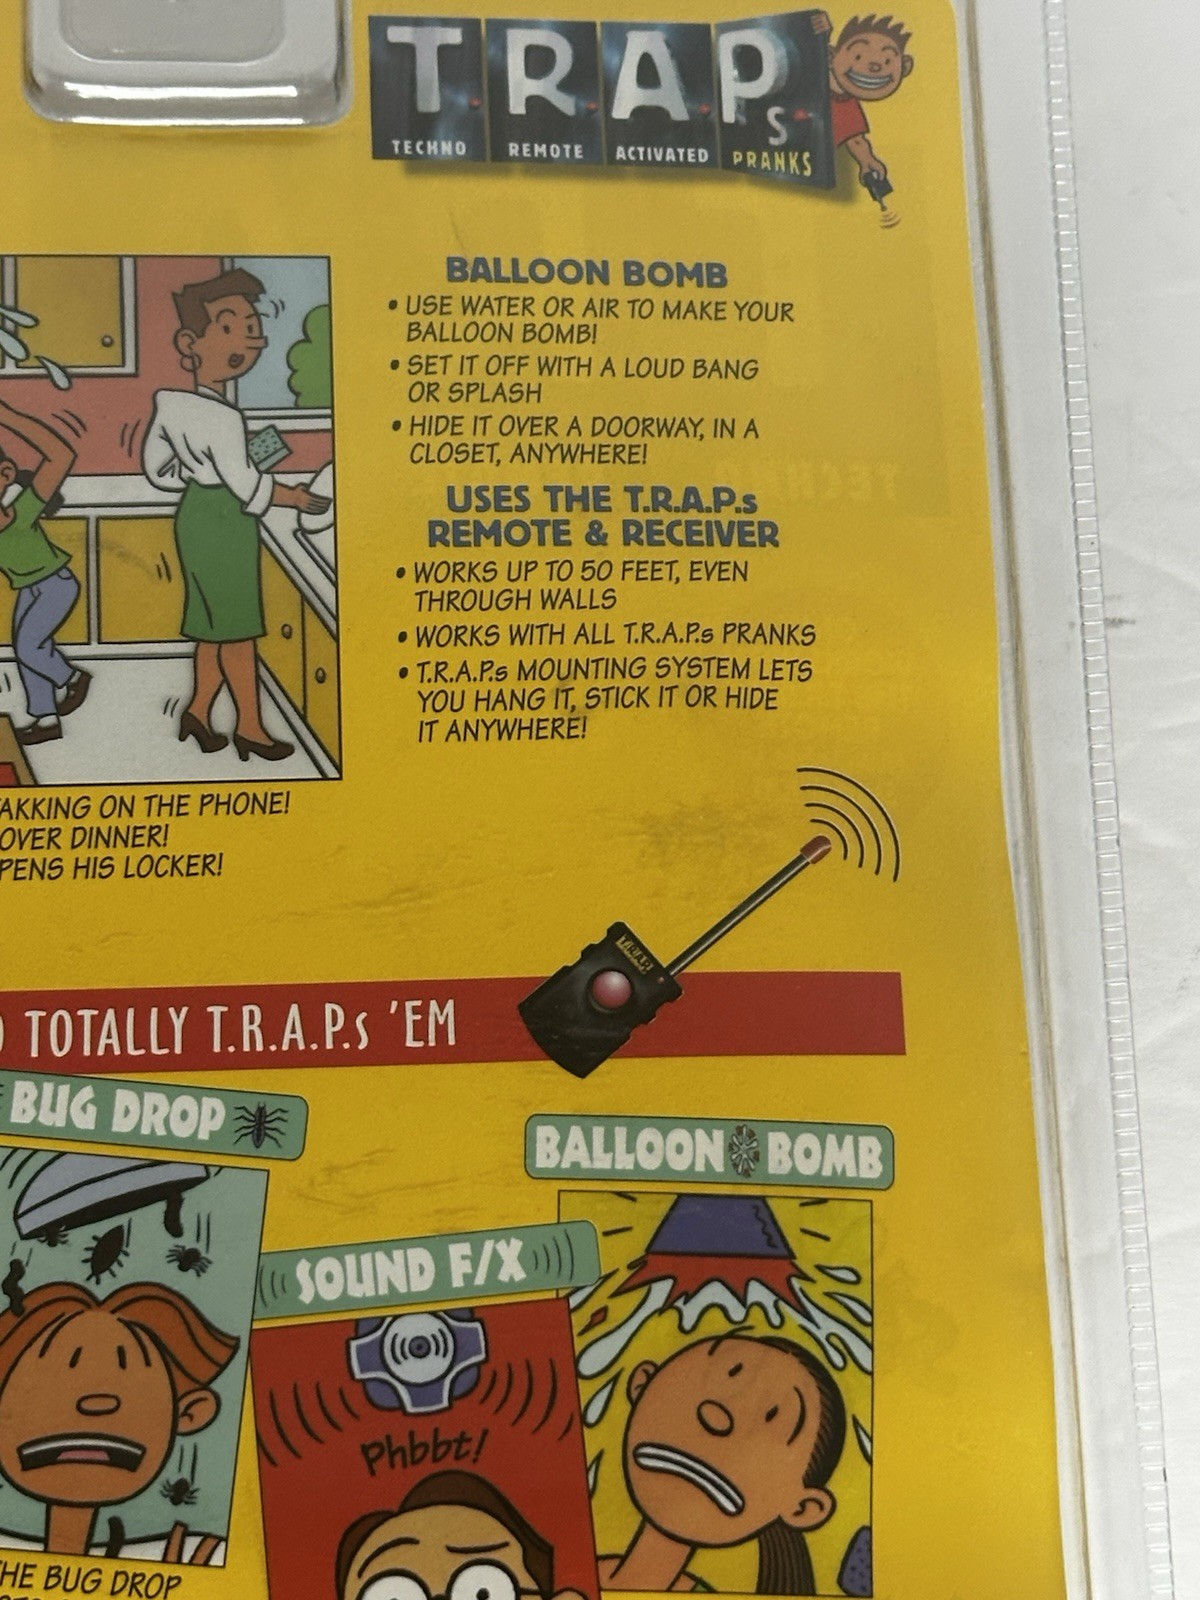 T.R.A.P.s
TECHNO REMOTE ACTIVATED PRANKS
BALLOON BOMB
• USE WATER OR AIR TO MAKE YOUR
BALLOON BOMB!
• SET IT OFF WITH A LOUD BANG
OR SPLASH
• HIDE IT OVER A DOORWAY, IN A
CLOSET, ANYWHERE!
USES THE T.R.A.P.s
REMOTE & RECEIVER
• WORKS UP TO 50 FEET, EVEN
THROUGH WALLS
• WORKS WITH ALL T.R.A.P.s PRANKS
• T.R.A.P.s MOUNTING SYSTEM LETS
YOU HANG IT, STICK IT OR HIDE
IT ANYWHERE!
AKKING ON THE PHONE!
OVER DINNER!
PENS HIS LOCKER!
TOTALLY T.R.A.P.s 'EM
BUG DROP
BALLOON BOMB
SOUND F/X
Phbbt!
HE BUG DROP